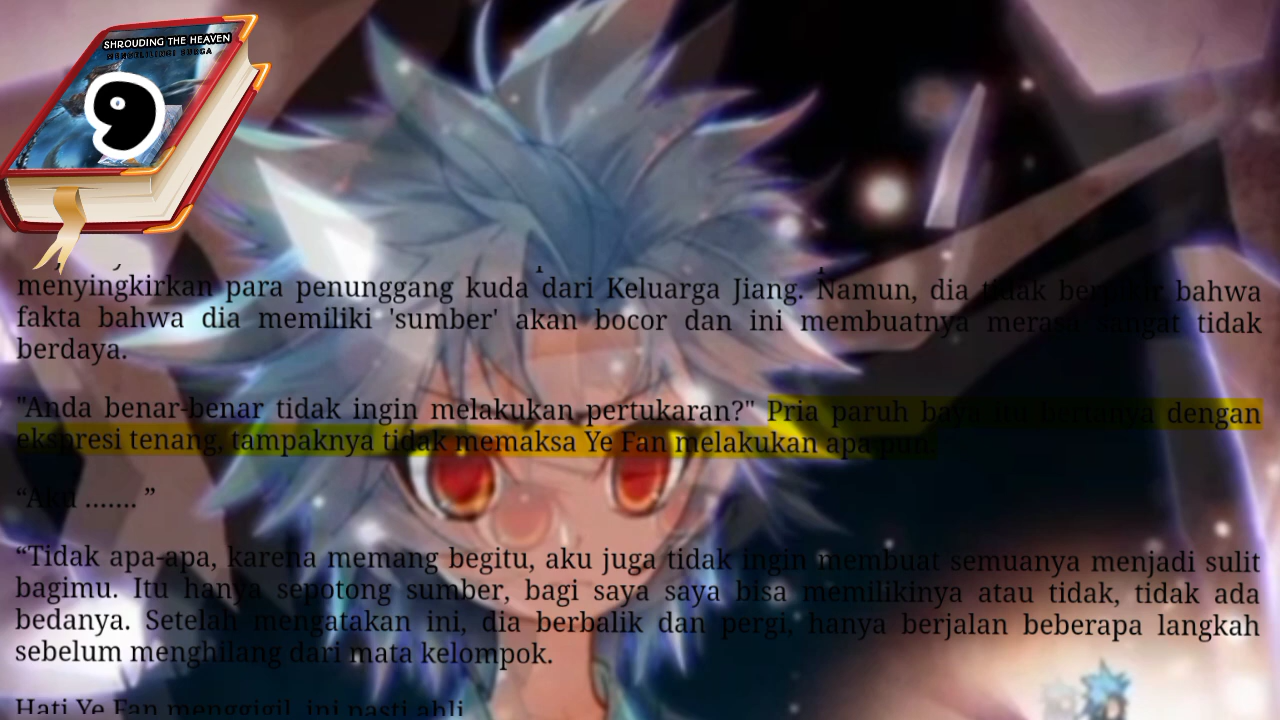 SHROUDING THE HEAVEN
MENGULITINGI SURGA
9
menyingkirkan para penunggang kuda dari Keluarga Jiang. Namun, dia tidak berpikir bahwa
fakta bahwa dia memiliki 'sumber' akan bocor dan ini membuatnya merasa sangat tidak
berdaya.
"Anda benar-benar tidak ingin melakukan pertukaran?" Pria paruh baya itu bertanya dengan
ekspresi tenang, tampaknya tidak memaksa Ye Fan melakukan apa pun.
“Aku ....... ”
“Tidak apa-apa, karena memang begitu, aku juga tidak ingin membuat semuanya menjadi sulit
bagimu. Itu hanya sepotong sumber, bagi saya saya bisa memilikinya atau tidak, tidak ada
bedanya. Setelah mengatakan ini, dia berbalik dan pergi, hanya berjalan beberapa langkah
sebelum menghilang dari mata kelompok.
Hati Ye Fan menggigil, ini pasti ahli